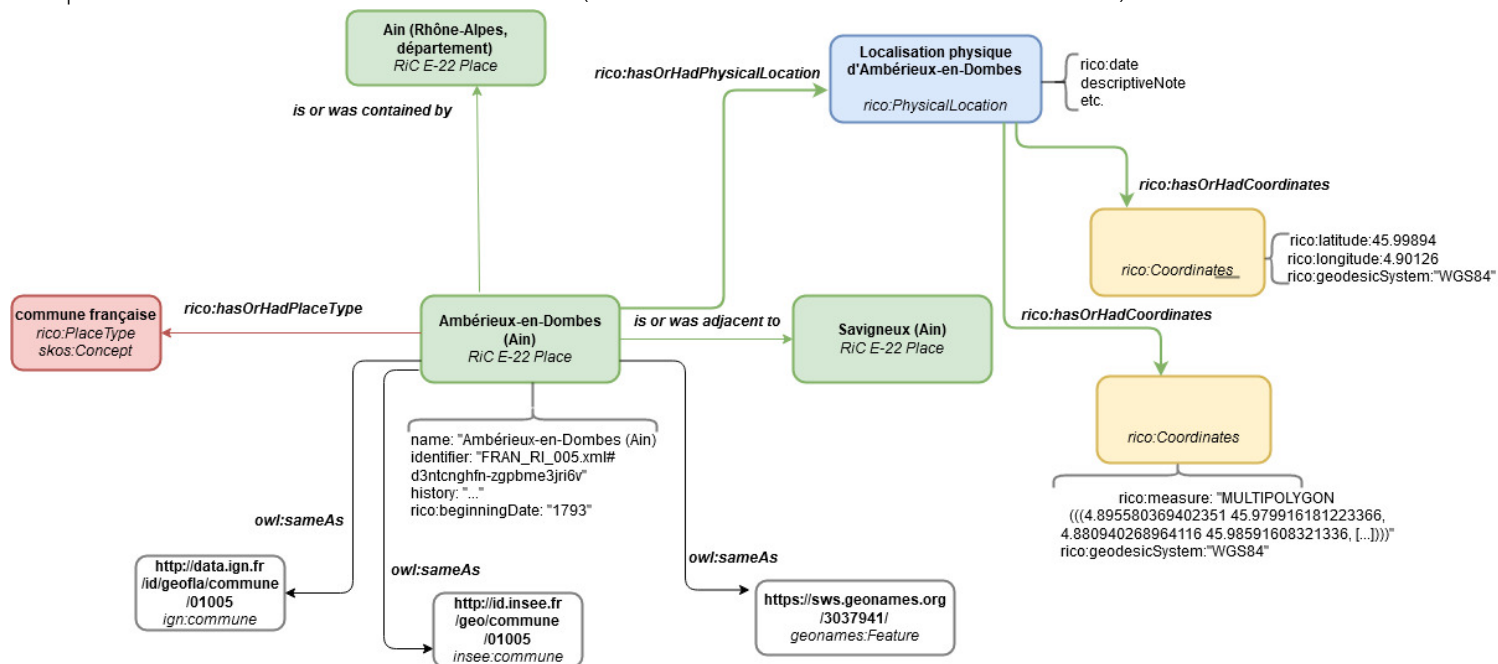 Ain (Rhône-Alpes,
département)
RiC E-22 Place
is or was contained by
rico:hasOrHadPhysicalLocation
Localisation physique
d'Ambérieux-en-Dombes
rico:PhysicalLocation
rico:date
descriptiveNote
etc.
rico:hasOrHadCoordinates
rico:Coordinates
rico:latitude:45.99894
rico:longitude:4.90126
rico:geodesicSystem:"WGS84"
commune française
rico:PlaceType
skos:Concept
rico:hasOrHadPlaceType
Ambérieux-en-Dombes
(Ain)
RiC E-22 Place
is or was adjacent to
Savigneux (Ain)
RiC E-22 Place
rico:hasOrHadCoordinates
rico:Coordinates
name: "Ambérieux-en-Dombes (Ain)
identifier: "FRAN_RI_005.xml#
d3ntcnghfn-zgpbme3jri6v"
history: "..."
rico:beginningDate: "1793"
rico:measure: "MULTIPOLYGON
(((4.895580369402351 45.979916181223366,
4.880940268964116 45.98591608321336, [...])))"
rico:geodesicSystem:"WGS84"
owl:sameAs
http://data.ign.fr
/id/geofla/commune
/01005
ign:commune
owl:sameAs
http://id.insee.fr
/geo/commune
/01005
insee:commune
owl:sameAs
https://sws.geonames.org
/3037941/
geonames:Feature